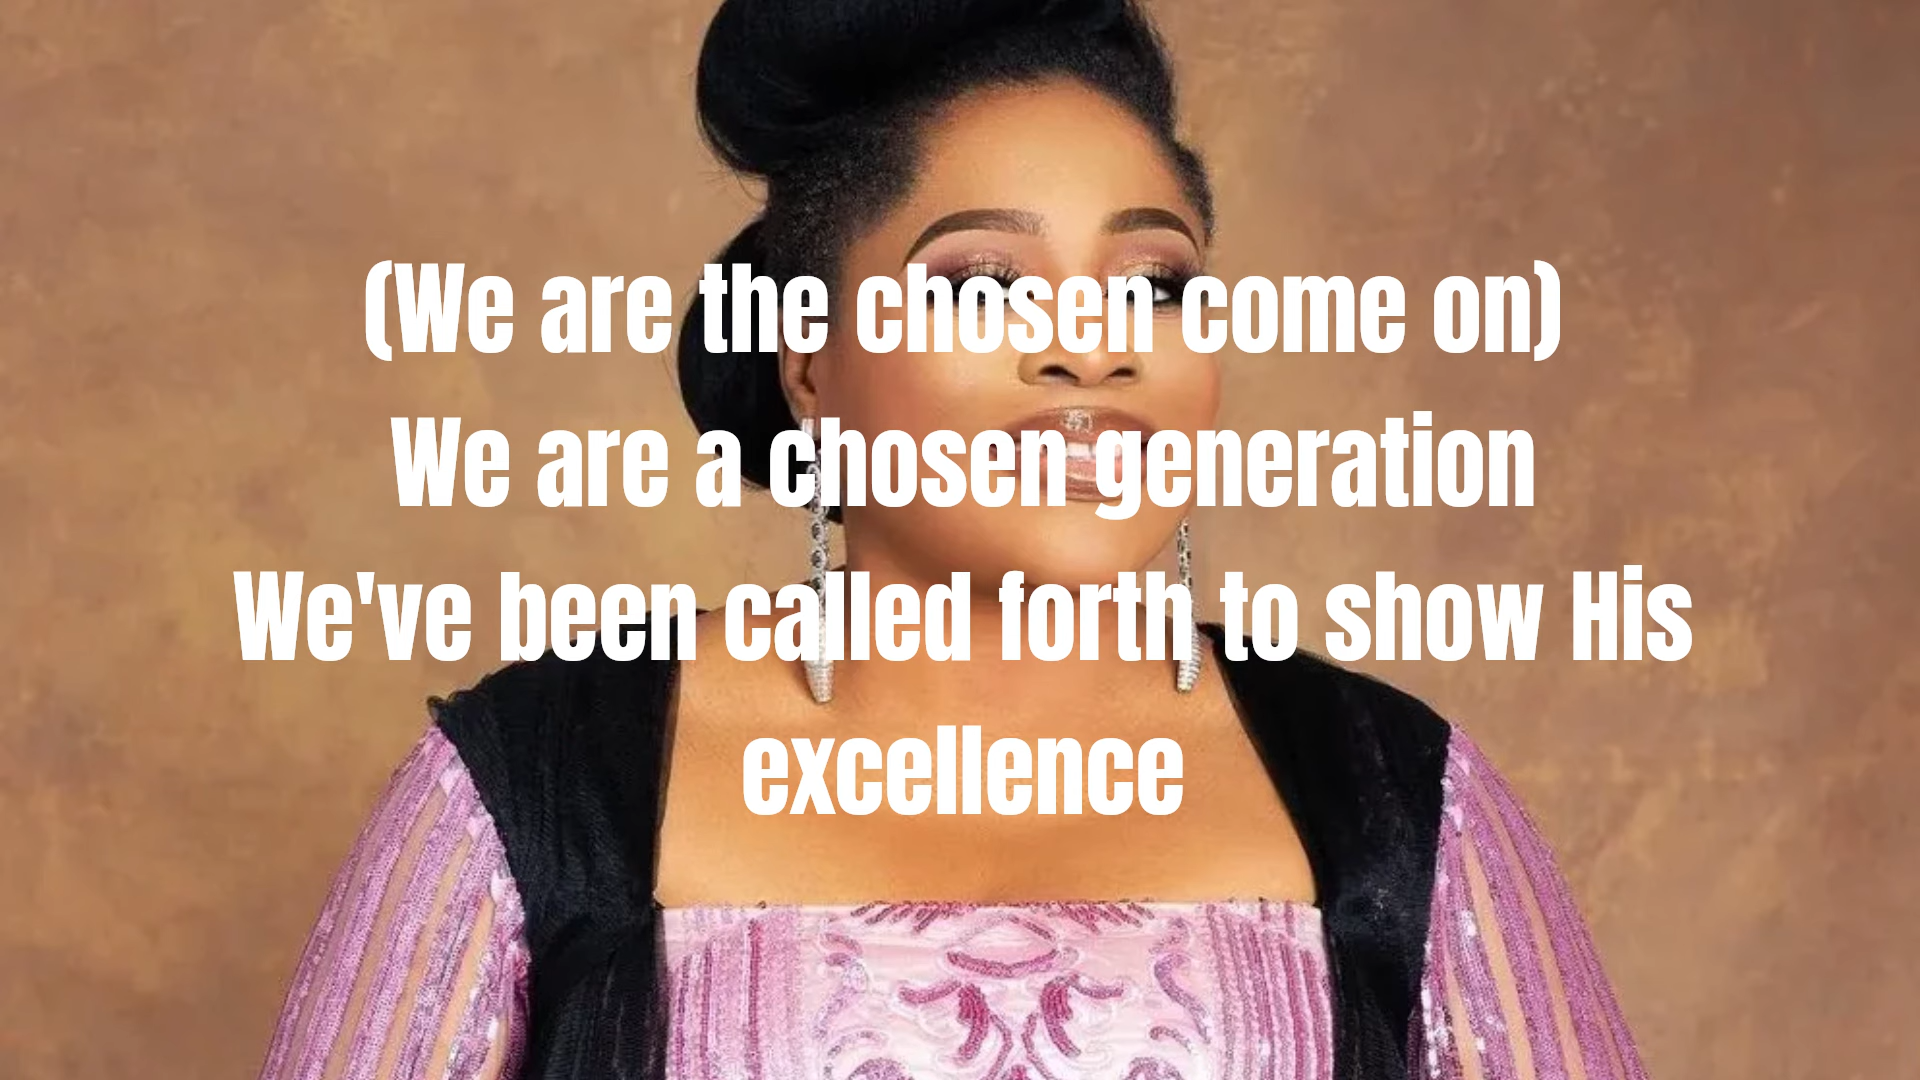 (We are the chosen come on)
We are a chosen generation
We've been called forth to show His
excellence